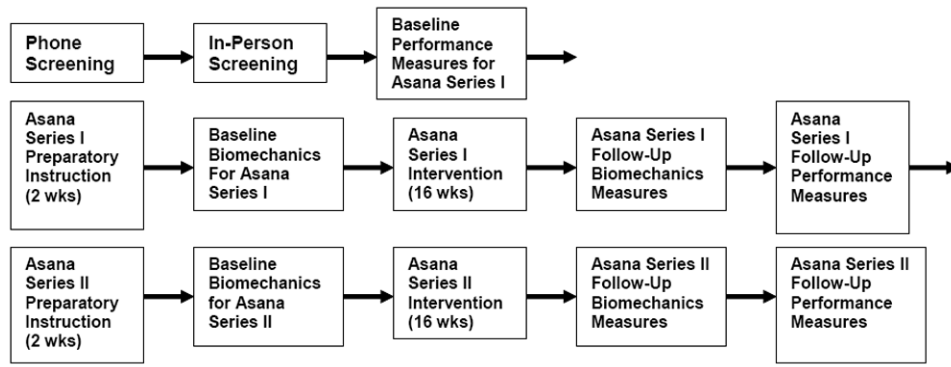 Phone
Screening
In-Person
Screening
Baseline
Performance
Measures for
Asana Series I
Asana
Series I
Preparatory
Instruction
(2 wks)
Baseline
Biomechanics
For Asana
Series I
Asana
Series I
Intervention
(16 wks)
Asana Series I
Follow-Up
Biomechanics
Measures
Asana
Series I
Follow-Up
Performance
Measures
Asana
Series II
Preparatory
Instruction
(2 wks)
Baseline
Biomechanics
for Asana
Series II
Asana
Series II
Intervention
(16 wks)
Asana Series II
Follow-Up
Biomechanics
Measures
Asana Series II
Follow-Up
Performance
Measures